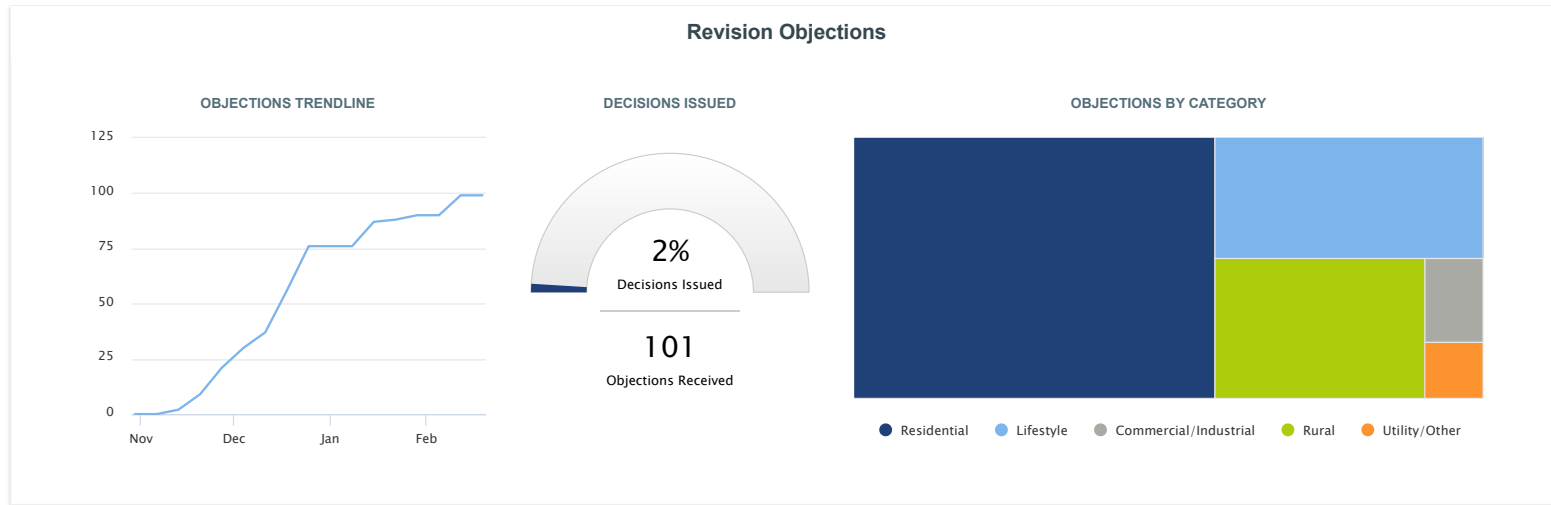 Revision Objections
OBJECTIONS TRENDLINE
125
100
75
50
25
0
Nov Dec Jan Feb
DECISIONS ISSUED
2%
Decisions Issued
101
Objections Received
OBJECTIONS BY CATEGORY
Residential Lifestyle Commercial/Industrial Rural Utility/Other